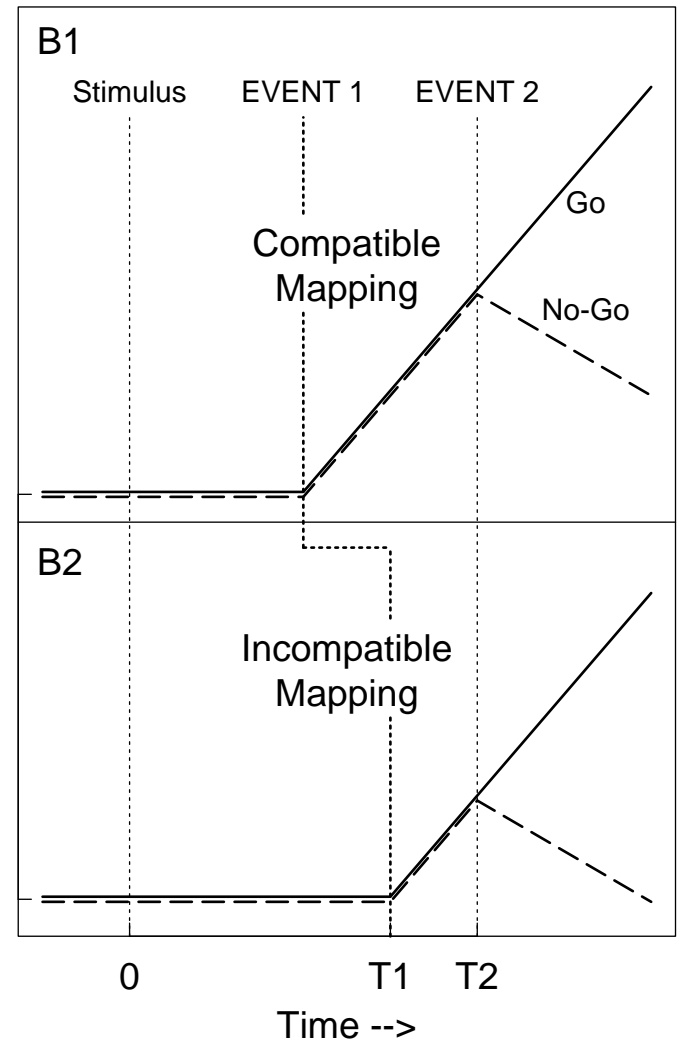 B1
Stimulus EVENT 1 EVENT 2
Go
Compatible
Mapping
No-Go
B2
Incompatible
Mapping
0 T1 T2
Time -->